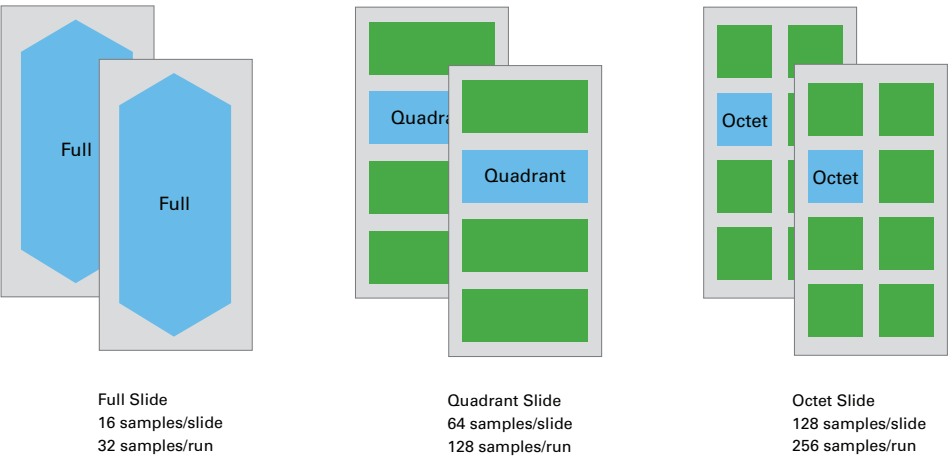 Full
Full
Quadra
Quadrant
Octet
Octet
Full Slide
16 samples/slide
32 samples/run
Quadrant Slide
64 samples/slide
128 samples/run
Octet Slide
128 samples/slide
256 samples/run